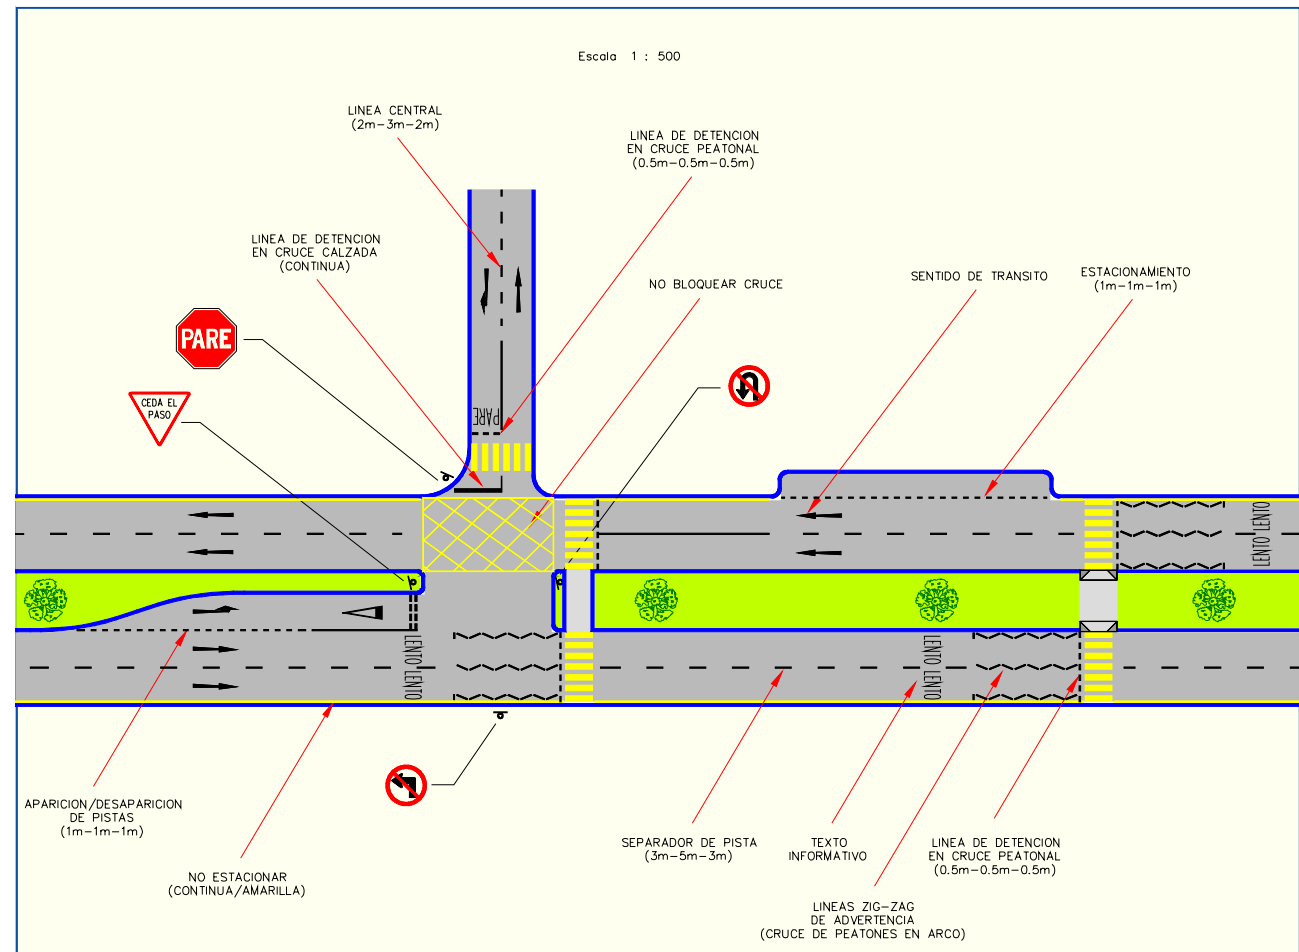 Escala 1 : 500
LINEA CENTRAL
(2m-3m-2m)
LINEA DE DETENCION
EN CRUCE PEATONAL
(0.5m-0.5m-0.5m)
LINEA DE DETENCION
EN CRUCE CALZADA
(CONTINUA)
NO BLOQUEAR CRUCE
SENTIDO DE TRANSITO
ESTACIONAMIENTO
(1m-1m-1m)
PARE
CEDA EL
PASO
PARE
LENTO LENTO
LENTO LENTO
LENTO LENTO
APARICION/DESAPARICION
DE PISTAS
(1m-1m-1m)
NO ESTACIONAR
(CONTINUA/AMARILLA)
SEPARADOR DE PISTA
(3m-5m-3m)
TEXTO
INFORMATIVO
LINEA DE DETENCION
EN CRUCE PEATONAL
(0.5m-0.5m-0.5m)
LINEAS ZIG-ZAG
DE ADVERTENCIA
(CRUCE DE PEATONES EN ARCO)